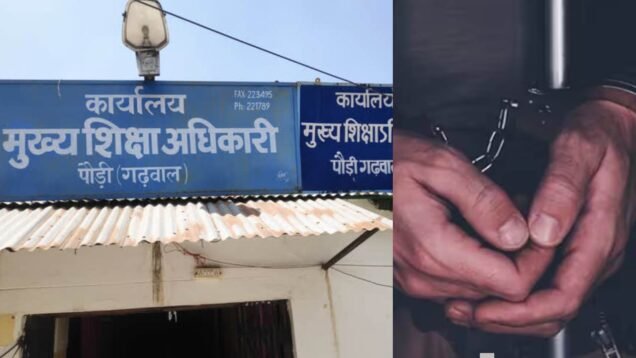 कार्यालय
FAX-223495
Ph: 221789
मुख्य शिक्षा अधिकारी
पौड़ी (गढ़वाल)
कार्यालय
मुख्य
पौड़ी गढ़वाल